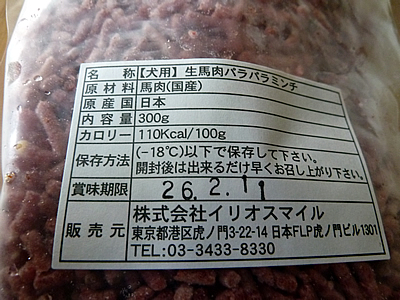 名 称 【犬用】生馬肉パラパラミンチ
原 材 料 馬肉(国産)
原 産 国 日本
内 容 量 300g
カロリー 110Kcal/100g
保存方法 (-18℃)以下で保存して下さい。
開封後は出来るだけ早くお召し上がり下さい。
賞味期限 26.2.11
販 売 元 株式会社イリオスマイル
東京都港区虎ノ門3-22-14 日本FLP虎ノ門ビル1301
TEL:03-3433-8330